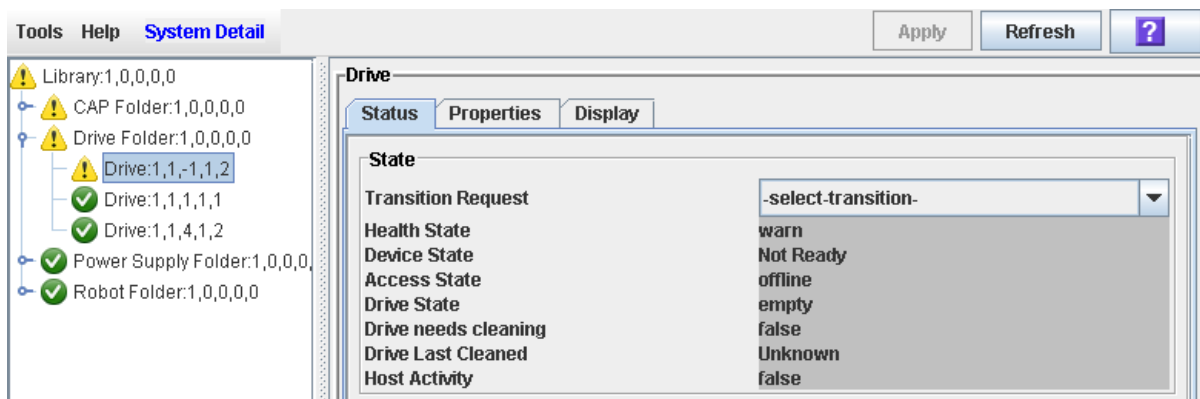 Tools Help System Detail Apply Refresh ?
Library:1,0,0,0,0
CAP Folder:1,0,0,0,0
Drive Folder:1,0,0,0,0
Drive:1,1,-1,1,2
Drive:1,1,1,1,1
Drive:1,1,4,1,2
Power Supply Folder:1,0,0,0,
Robot Folder:1,0,0,0,0
Drive
Status Properties Display
State
Transition Request -select-transition-
Health State warn
Device State Not Ready
Access State offline
Drive State empty
Drive needs cleaning false
Drive Last Cleaned Unknown
Host Activity false